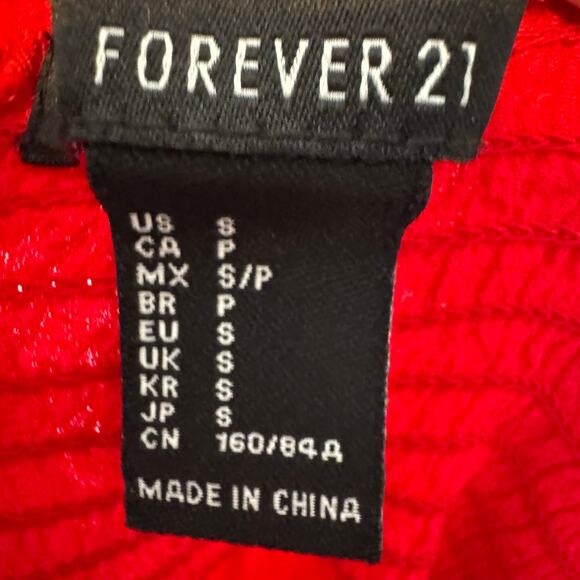 FOREVER 21
US S
CA P
MX S/P
BR P
EU S
UK S
KR S
JP S
CN 160/84A
MADE IN CHINA